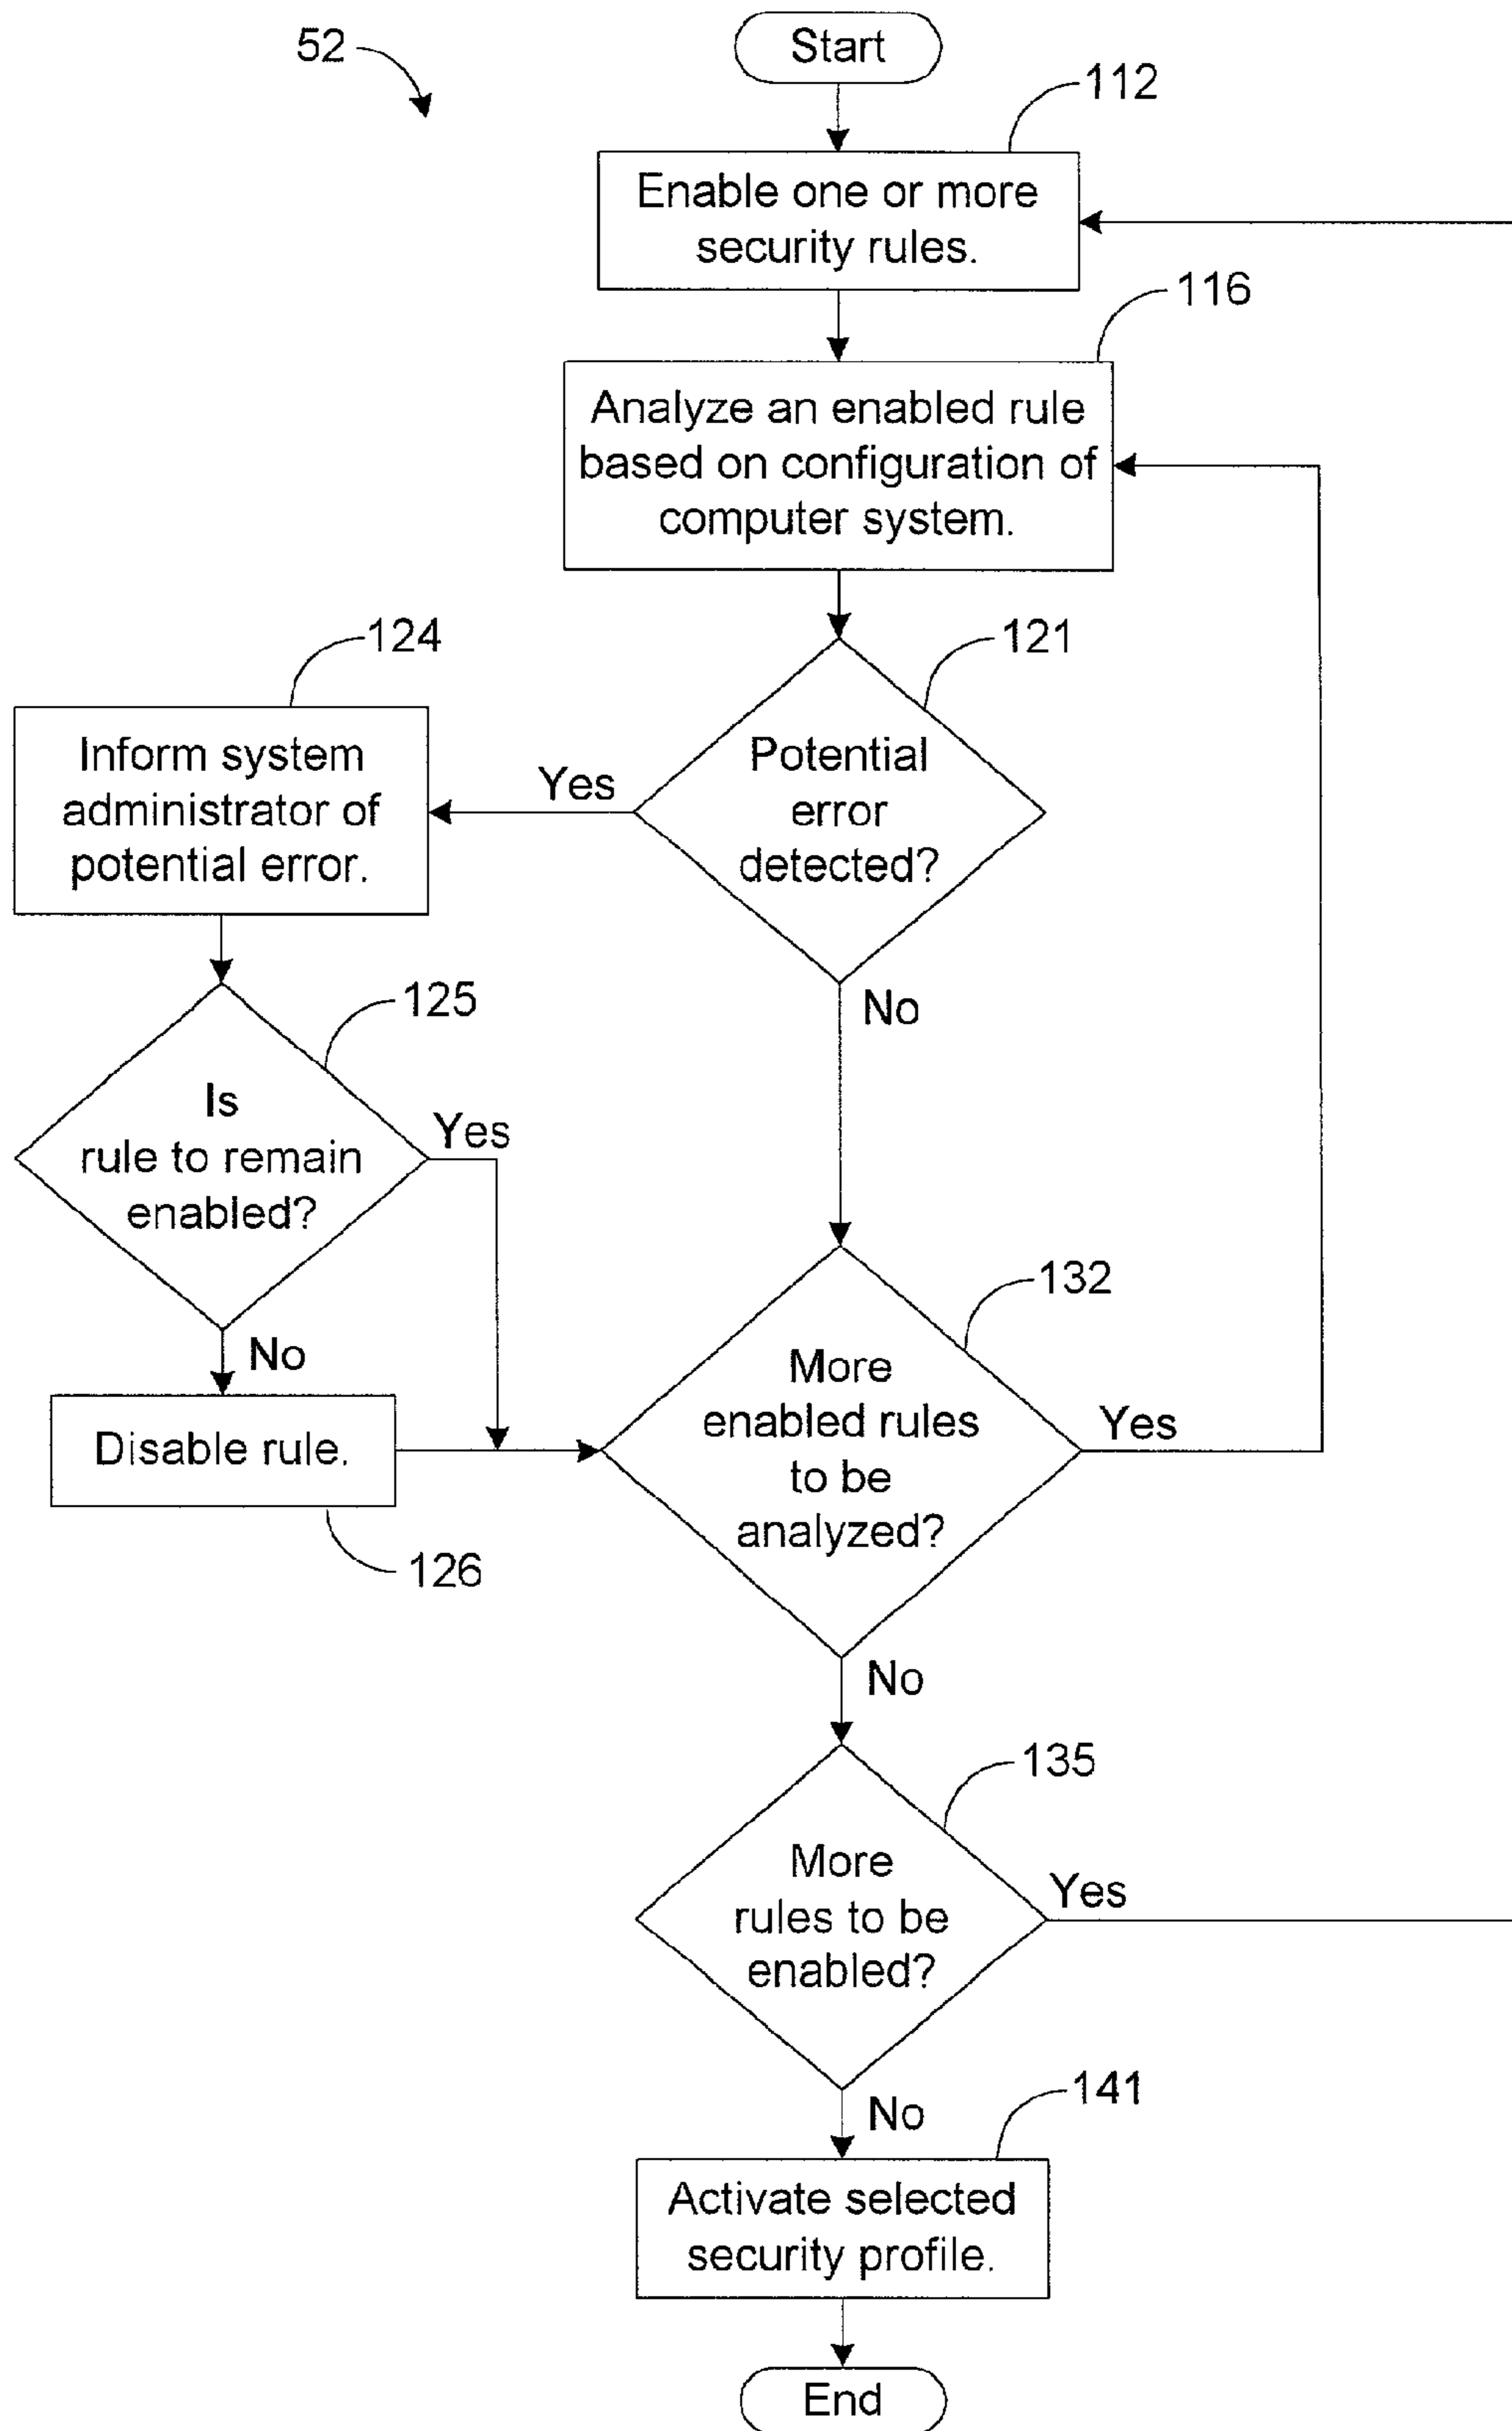 52
Start
112
Enable one or more
security rules.
116
Analyze an enabled rule
based on configuration of
computer system.
124
121
Inform system
administrator of
potential error.
Yes
Potential
error
detected?
No
125
Is
rule to remain
enabled?
Yes
No
Disable rule.
126
132
More
enabled rules
to be
analyzed?
Yes
No
135
More
rules to be
enabled?
Yes
No
141
Activate selected
security profile.
End